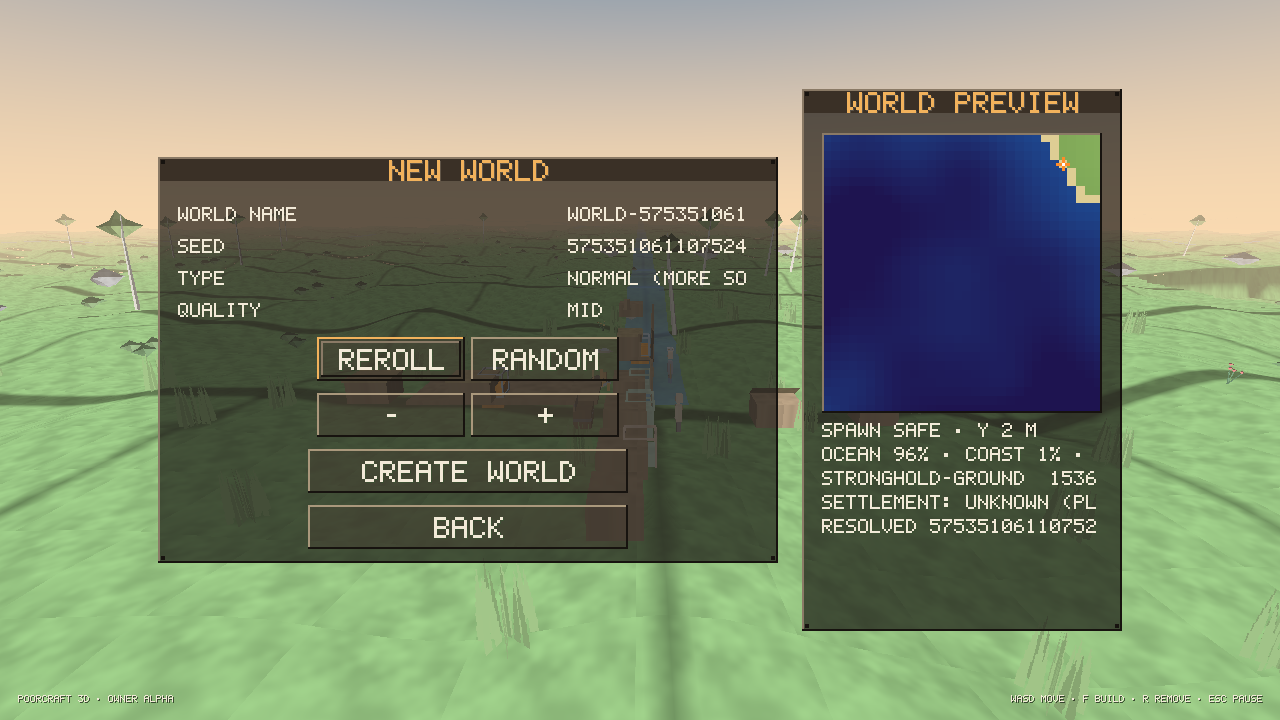 NEW WORLD
WORLD NAME WORLD-575351061
SEED 575351061107524
TYPE NORMAL (MORE SO
QUALITY MID
REROLL RANDOM
- +
CREATE WORLD
BACK
WORLD PREVIEW
SPAWN SAFE · Y 2 M
OCEAN 96% · COAST 1% ·
STRONGHOLD-GROUND 1536
SETTLEMENT: UNKNOWN (PL
RESOLVED 57535106110752
POORCRAFT 3D · OWNER ALPHA
WASD MOVE · F BUILD · R REMOVE · ESC PAUSE